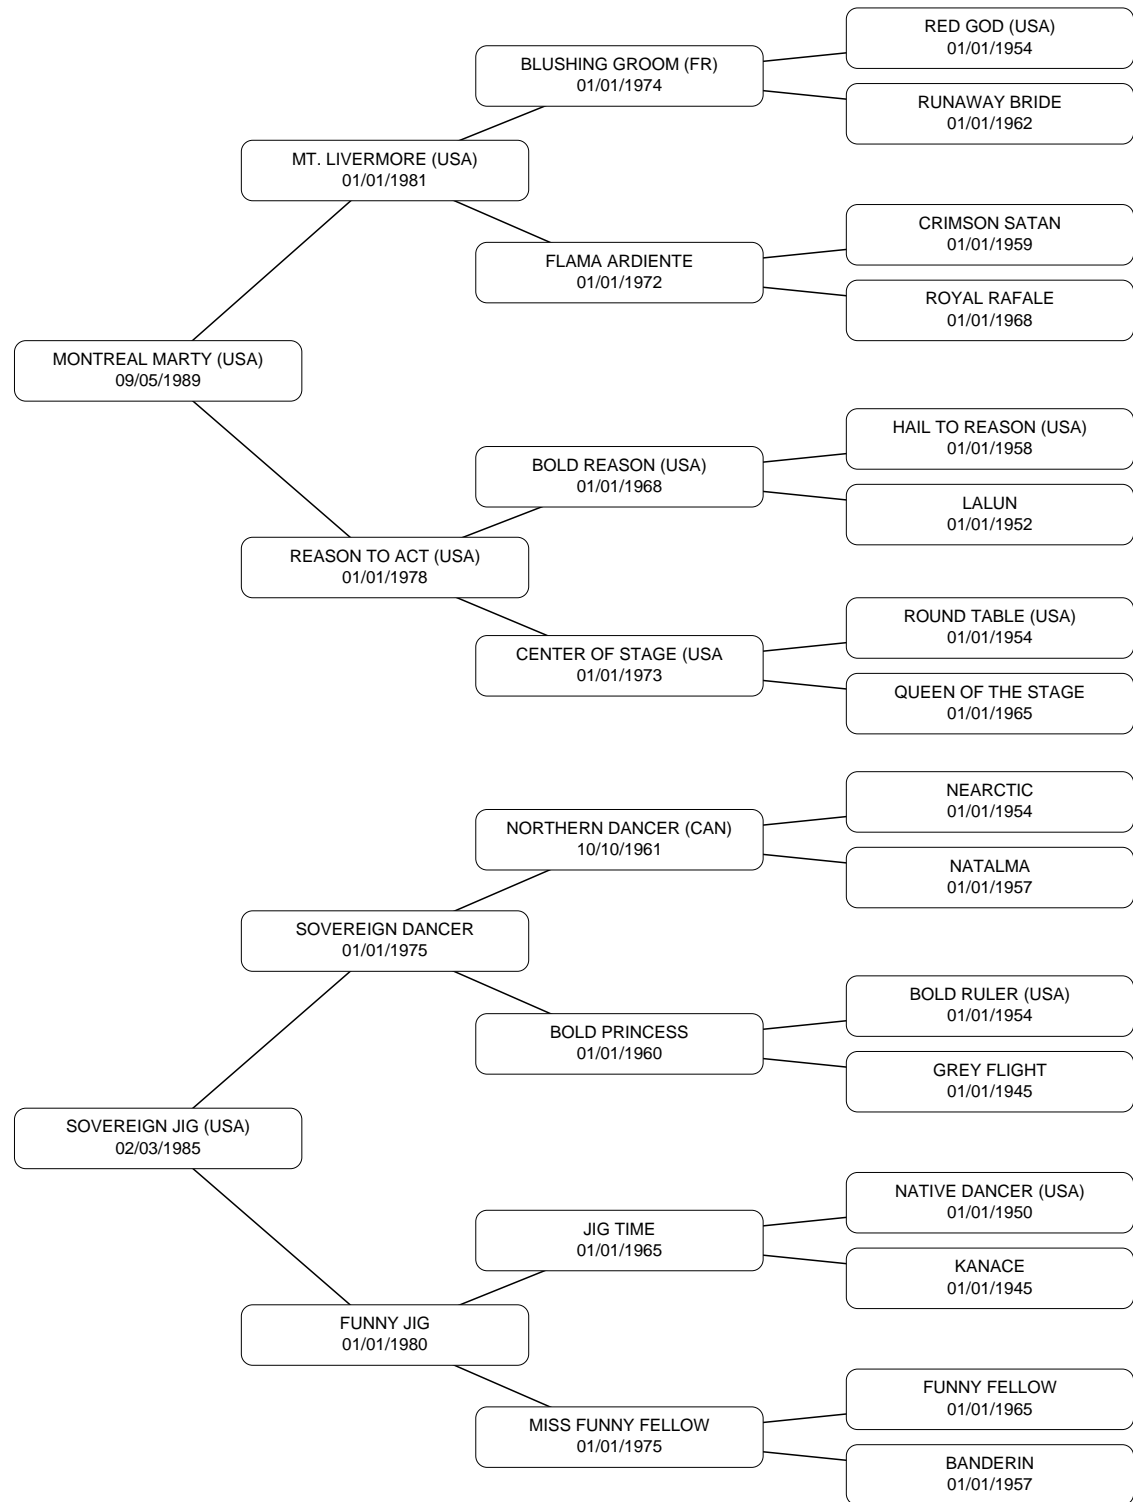 RED GOD (USA)
01/01/1954
BLUSHING GROOM (FR)
01/01/1974
RUNAWAY BRIDE
01/01/1962
MT. LIVERMORE (USA)
01/01/1981
CRIMSON SATAN
01/01/1959
FLAMA ARDIENTE
01/01/1972
ROYAL RAFALE
01/01/1968
MONTREAL MARTY (USA)
09/05/1989
HAIL TO REASON (USA)
01/01/1958
BOLD REASON (USA)
01/01/1968
LALUN
01/01/1952
REASON TO ACT (USA)
01/01/1978
ROUND TABLE (USA)
01/01/1954
CENTER OF STAGE (USA
01/01/1973
QUEEN OF THE STAGE
01/01/1965
NEARCTIC
01/01/1954
NORTHERN DANCER (CAN)
10/10/1961
NATALMA
01/01/1957
SOVEREIGN DANCER
01/01/1975
BOLD RULER (USA)
01/01/1954
BOLD PRINCESS
01/01/1960
GREY FLIGHT
01/01/1945
SOVEREIGN JIG (USA)
02/03/1985
NATIVE DANCER (USA)
01/01/1950
JIG TIME
01/01/1965
KANACE
01/01/1945
FUNNY JIG
01/01/1980
FUNNY FELLOW
01/01/1965
MISS FUNNY FELLOW
01/01/1975
BANDERIN
01/01/1957